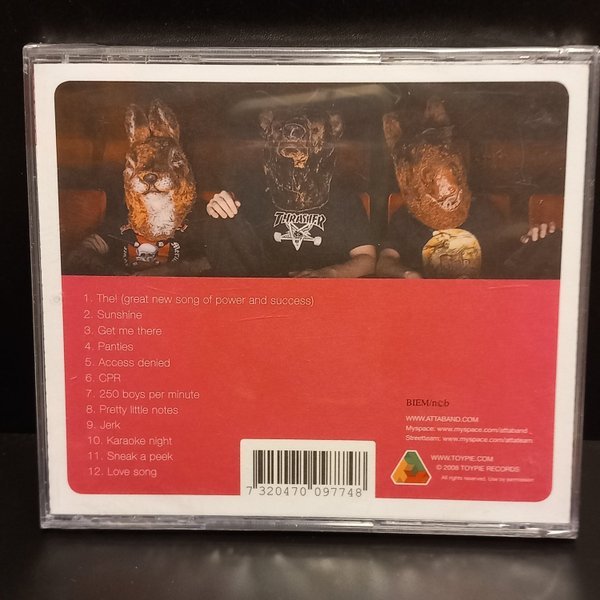 THRASHER
1. The! (great new song of power and success)
2. Sunshine
3. Get me there
4. Panties
5. Access denied
6. CPR
7. 250 boys per minute
8. Pretty little notes
9. Jerk
10. Karaoke night
11. Sneak a peek
12. Love song
BIEM/n©b
WWW.ATTABAND.COM
Myspace: www.myspace.com/attaband
Streetteam: www.myspace.com/attateam
WWW.TOYPIE.COM
© 2008 TOYPIE RECORDS
All rights reserved. Use by permission
7 320470 097748